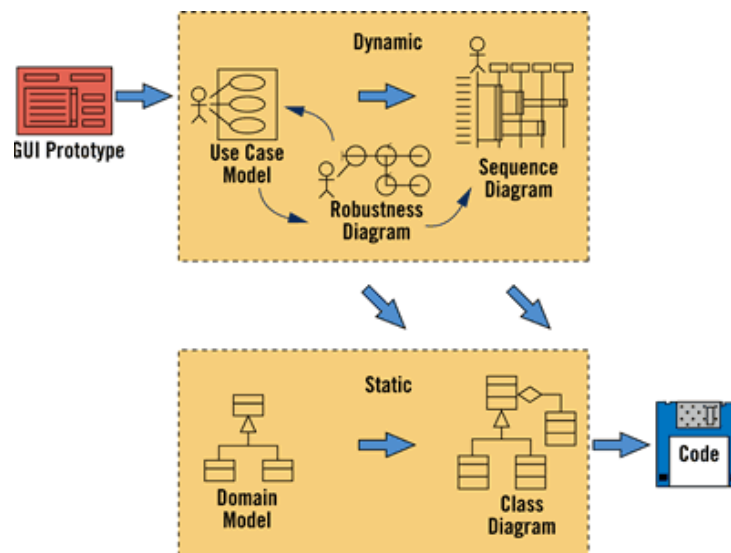 Dynamic
GUI Prototype
Use Case
Model
Robustness
Diagram
Sequence
Diagram
Static
Domain
Model
Class
Diagram
Code